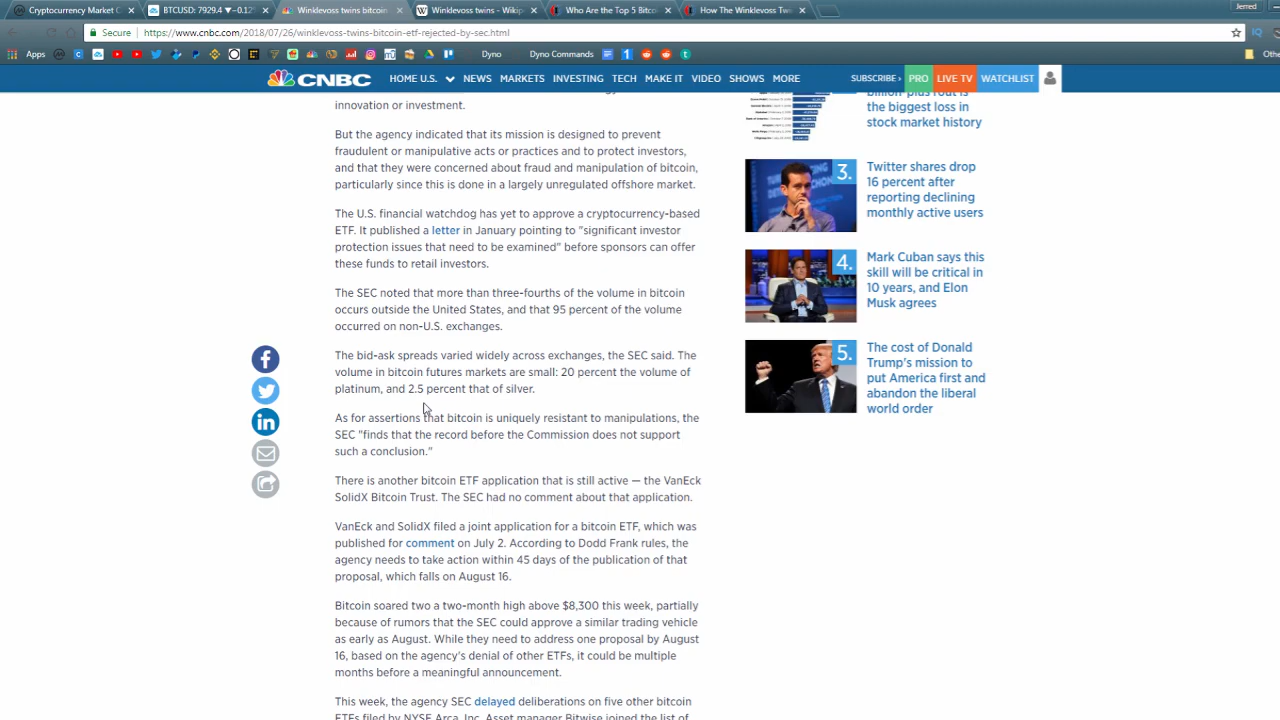 Cryptocurrency Market C
BTCUSD: 7929.4 ▼-0.12%
Winklevoss twins bitcoin
Winklevoss twins - Wikip
Who Are the Top 5 Bitco
How The Winklevoss Tw
Jerred
Secure
https://www.cnbc.com/2018/07/26/winklevoss-twins-bitcoin-etf-rejected-by-sec.html
Apps
Dyno
Dyno Commands
Othe
CNBC
HOME U.S.
NEWS
MARKETS
INVESTING
TECH
MAKE IT
VIDEO
SHOWS
MORE
SUBSCRIBE
PRO
LIVE TV
WATCHLIST
innovation or investment.
But the agency indicated that its mission is designed to prevent
fraudulent or manipulative acts or practices and to protect investors,
and that they were concerned about fraud and manipulation of bitcoin,
particularly since this is done in a largely unregulated offshore market.
The U.S. financial watchdog has yet to approve a cryptocurrency-based
ETF. It published a letter in January pointing to "significant investor
protection issues that need to be examined" before sponsors can offer
these funds to retail investors.
The SEC noted that more than three-fourths of the volume in bitcoin
occurs outside the United States, and that 95 percent of the volume
occurred on non-U.S. exchanges.
The bid-ask spreads varied widely across exchanges, the SEC said. The
volume in bitcoin futures markets are small: 20 percent the volume of
platinum, and 2.5 percent that of silver.
As for assertions that bitcoin is uniquely resistant to manipulations, the
SEC "finds that the record before the Commission does not support
such a conclusion."
There is another bitcoin ETF application that is still active — the VanEck
SolidX Bitcoin Trust. The SEC had no comment about that application.
VanEck and SolidX filed a joint application for a bitcoin ETF, which was
published for comment on July 2. According to Dodd Frank rules, the
agency needs to take action within 45 days of the publication of that
proposal, which falls on August 16.
Bitcoin soared two a two-month high above $8,300 this week, partially
because of rumors that the SEC could approve a similar trading vehicle
as early as August. While they need to address one proposal by August
16, based on the agency's denial of other ETFs, it could be multiple
months before a meaningful announcement.
This week, the agency SEC delayed deliberations on five other bitcoin
ETFs filed by NYSE Arca, Inc. Asset manager Bitwise joined the list of
billion-plus rout is
the biggest loss in
stock market history
3.
Twitter shares drop
16 percent after
reporting declining
monthly active users
4.
Mark Cuban says this
skill will be critical in
10 years, and Elon
Musk agrees
5.
The cost of Donald
Trump's mission to
put America first and
abandon the liberal
world order